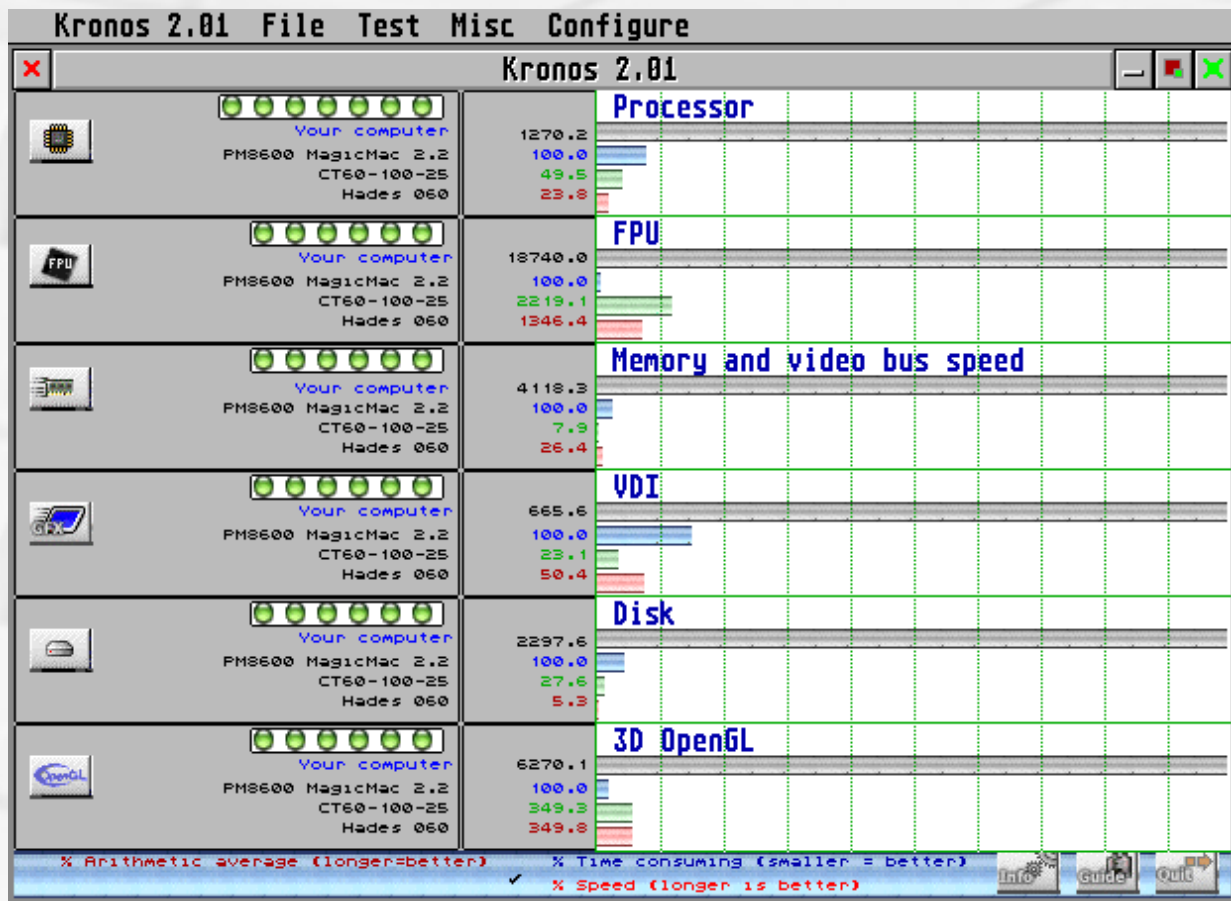 Kronos 2.01 File Test Misc Configure
Kronos 2.01
Processor
Your computer 1270.2
PM8600 MagicMac 2.2 100.0
CT60-100-25 49.5
Hades 060 23.8
FPU
FPU
Your computer 18740.0
PM8600 MagicMac 2.2 100.0
CT60-100-25 2219.1
Hades 060 1346.4
Memory and video bus speed
Your computer 4118.3
PM8600 MagicMac 2.2 100.0
CT60-100-25 7.9
Hades 060 26.4
VDI
GFX
Your computer 665.6
PM8600 MagicMac 2.2 100.0
CT60-100-25 23.1
Hades 060 50.4
Disk
Your computer 2297.6
PM8600 MagicMac 2.2 100.0
CT60-100-25 27.6
Hades 060 5.3
3D OpenGL
OpenGL
Your computer 6270.1
PM8600 MagicMac 2.2 100.0
CT60-100-25 349.3
Hades 060 349.8
% Arithmetic average (longer=better) % Time consuming (smaller = better)
% Speed (longer is better)
Info Guide Quit